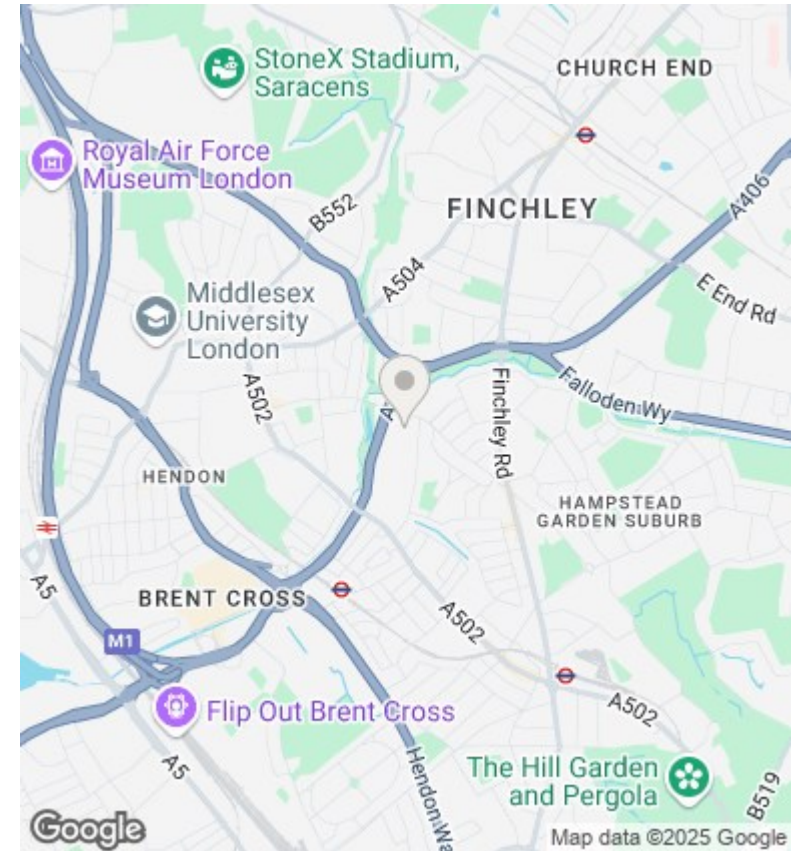 StoneX Stadium,
Saracens
CHURCH END
Royal Air Force
Museum London
B552
FINCHLEY
A406
A504
E End Rd
Middlesex
University
London
A502
Finchley Rd
Falloden Wy
HENDON
HAMPSTEAD
GARDEN SUBURB
A5
BRENT CROSS
A502
M1
A502
Flip Out Brent Cross
A5
The Hill Garden
and Pergola
B519
Google
Map data ©2025 Google